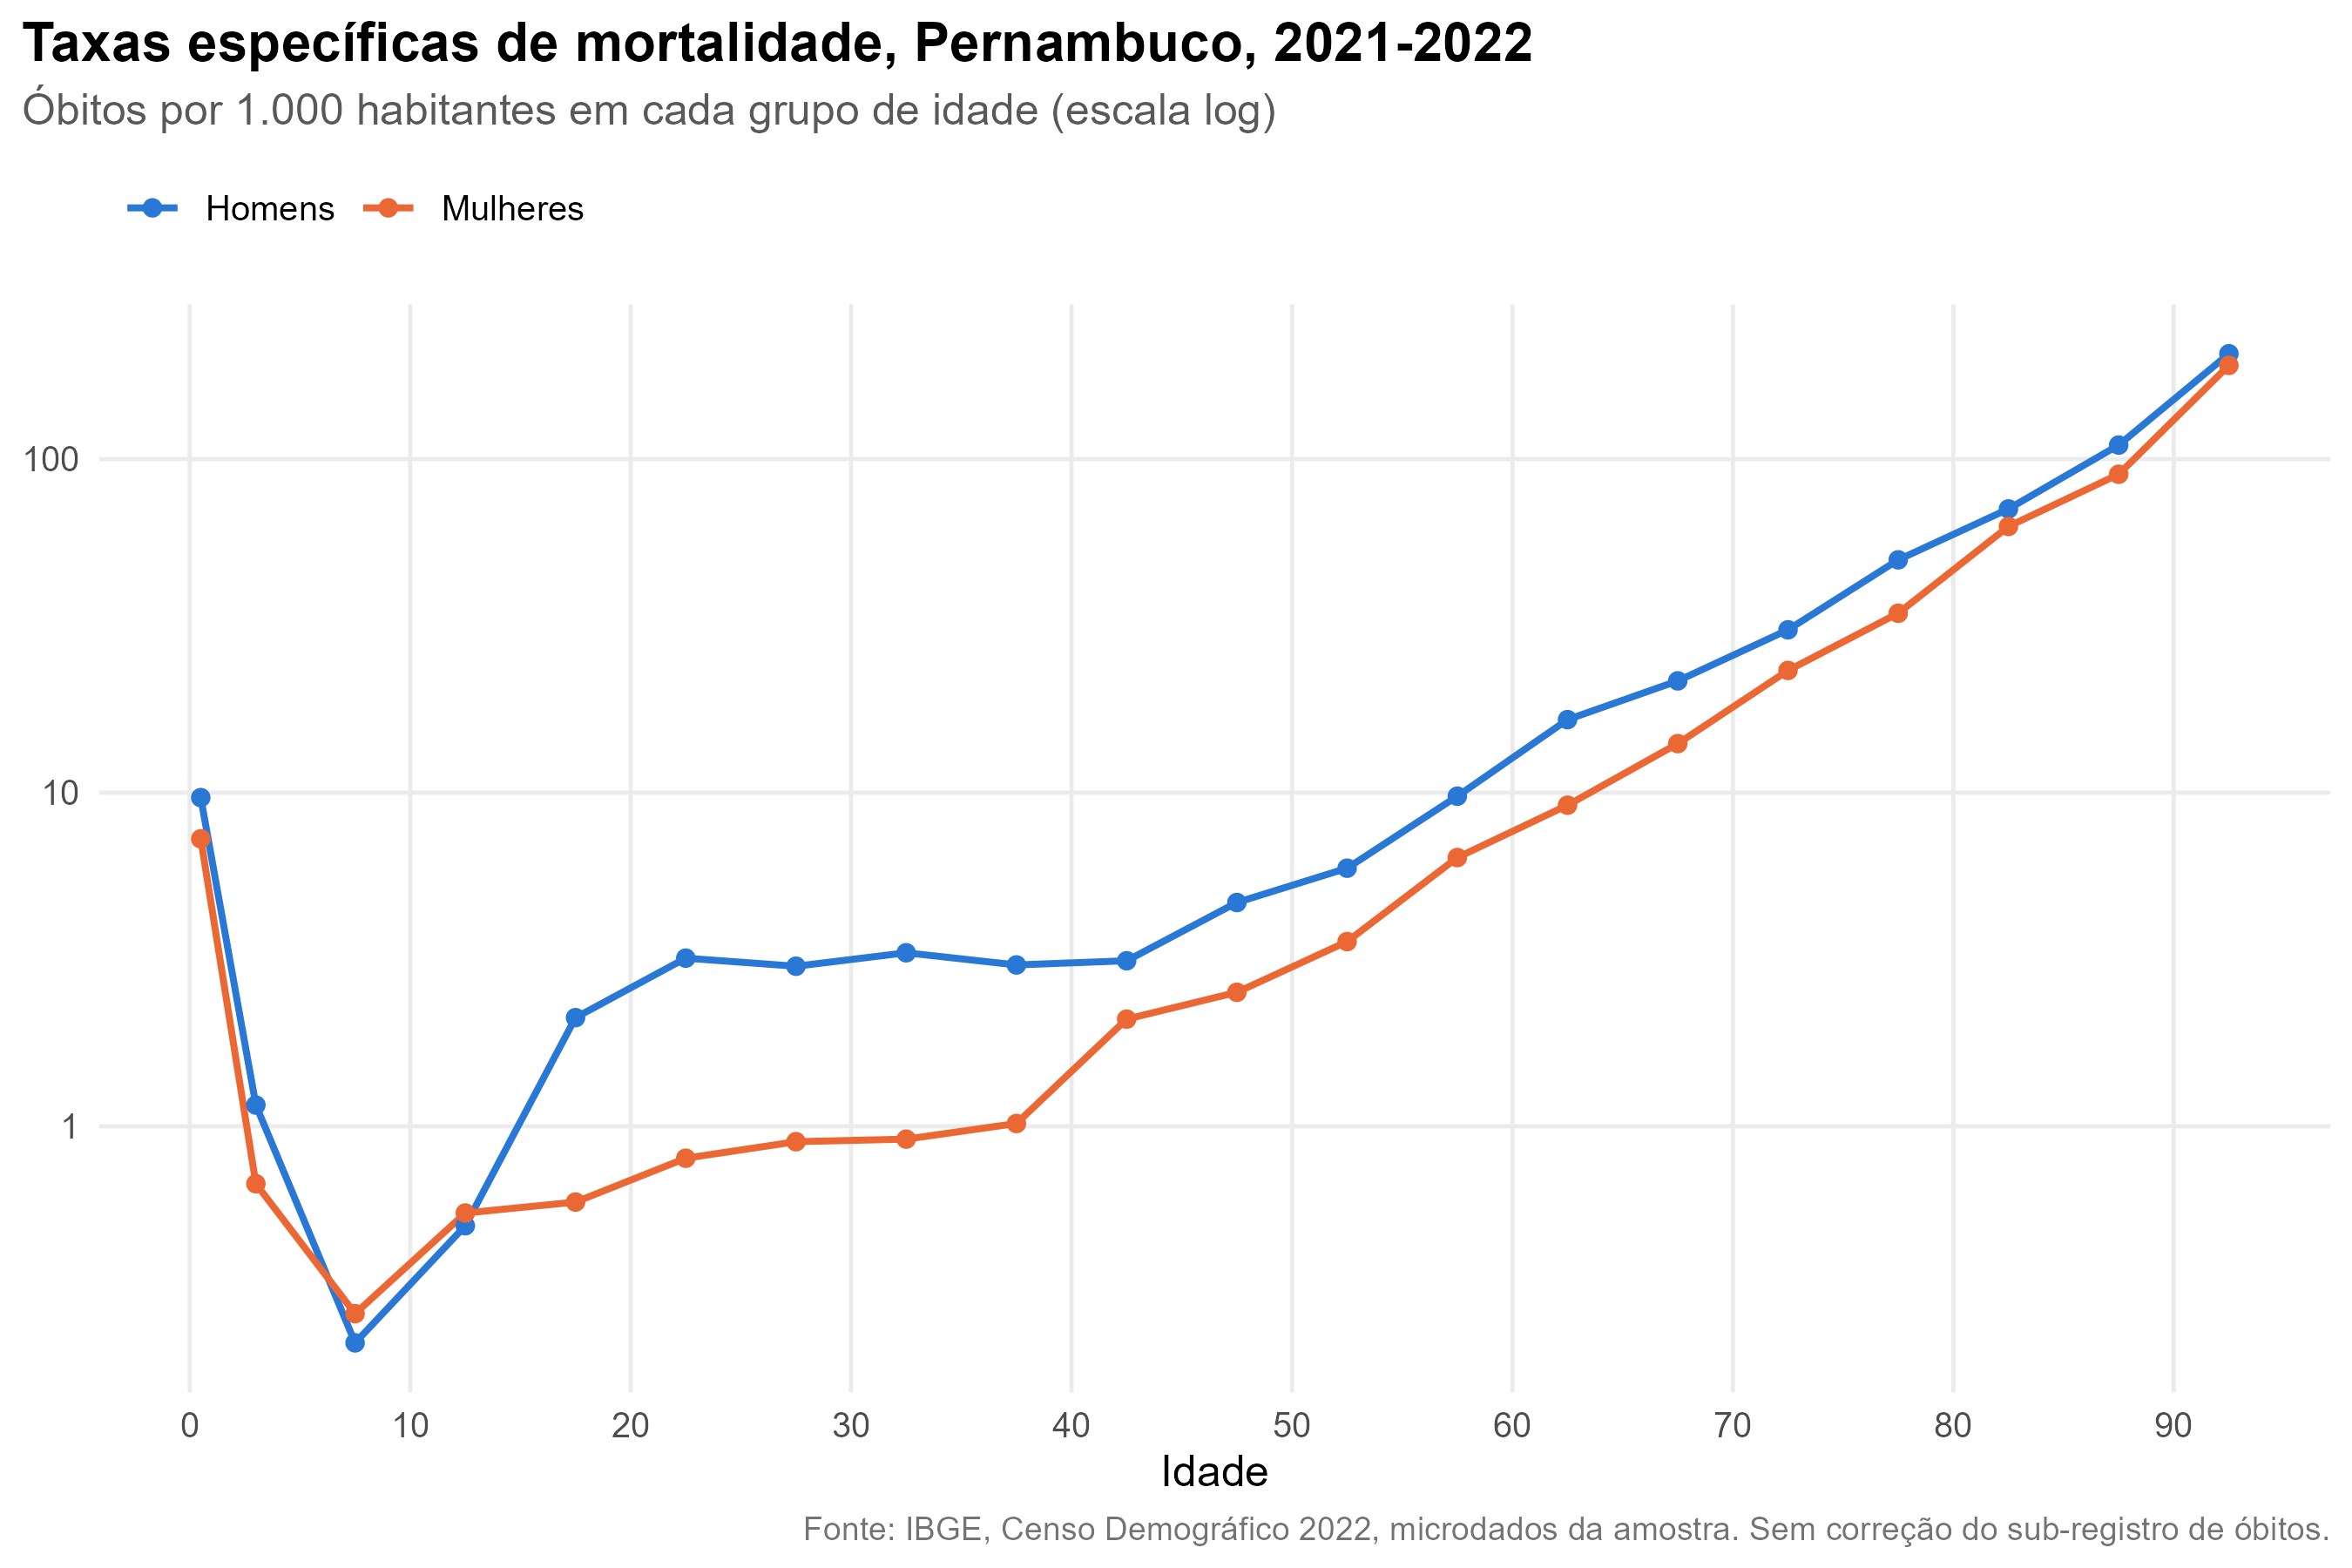 Taxas específicas de mortalidade, Pernambuco, 2021-2022
Óbitos por 1.000 habitantes em cada grupo de idade (escala log)
Homens Mulheres
100
10
1
0 10 20 30 40 50 60 70 80 90
Idade
Fonte: IBGE, Censo Demográfico 2022, microdados da amostra. Sem correção do sub-registro de óbitos.